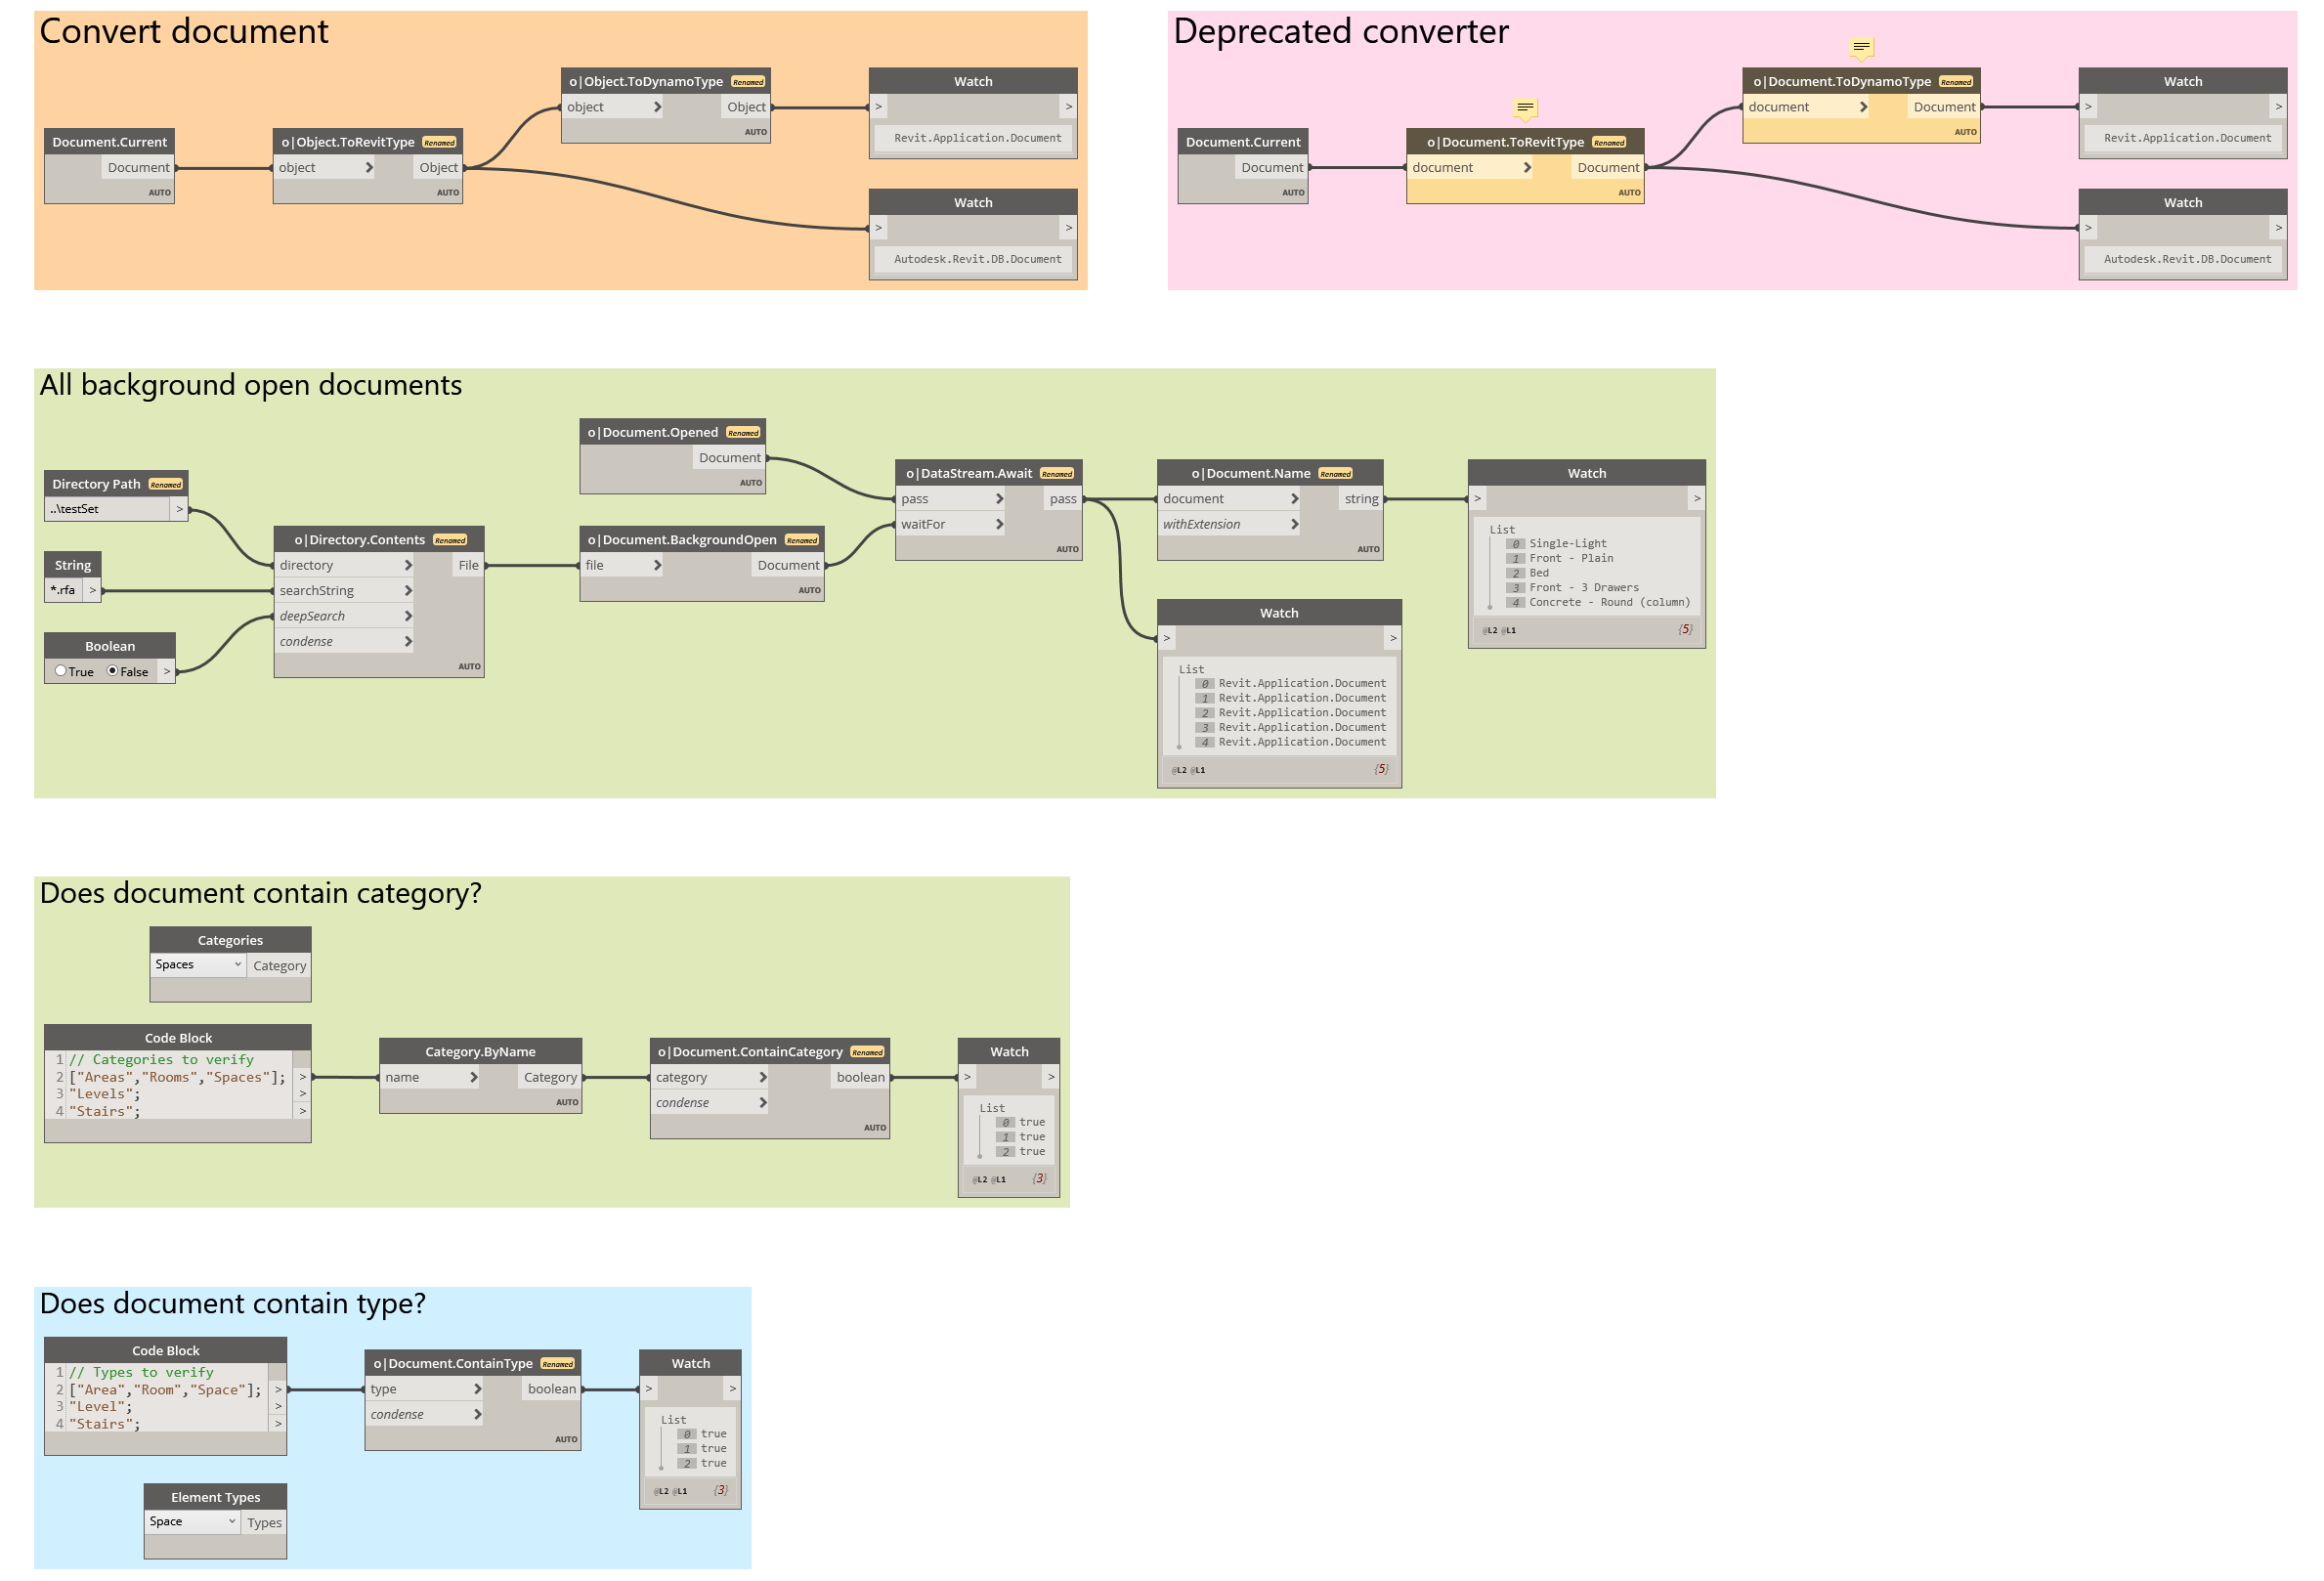 Convert document
Document.Current
Document
AUTO
o|Object.ToRevitType Renamed
object > Object
AUTO
o|Object.ToDynamoType Renamed
object > Object
AUTO
Watch
> >
Revit.Application.Document
Watch
> >
Autodesk.Revit.DB.Document
Deprecated converter
Document.Current
Document
AUTO
o|Document.ToRevitType Renamed
document > Document
AUTO
o|Document.ToDynamoType Renamed
document > Document
AUTO
Watch
> >
Revit.Application.Document
Watch
> >
Autodesk.Revit.DB.Document
All background open documents
Directory Path Renamed
..\testSet >
String
*.rfa >
Boolean
True False >
o|Directory.Contents Renamed
directory > File
searchString >
deepSearch >
condense >
AUTO
o|Document.Opened Renamed
Document
AUTO
o|Document.BackgroundOpen Renamed
file > Document
AUTO
o|DataStream.Await Renamed
pass > pass
waitFor >
AUTO
o|Document.Name Renamed
document > string
withExtension >
AUTO
Watch
> >
List
0 Single-Light
1 Front - Plain
2 Bed
3 Front - 3 Drawers
4 Concrete - Round (column)
@L2 @L1 {5}
Watch
> >
List
0 Revit.Application.Document
1 Revit.Application.Document
2 Revit.Application.Document
3 Revit.Application.Document
4 Revit.Application.Document
@L2 @L1 {5}
Does document contain category?
Categories
Spaces Category
Code Block
1 // Categories to verify
2 ["Areas","Rooms","Spaces"]; >
3 "Levels"; >
4 "Stairs"; >
Category.ByName
name > Category
AUTO
o|Document.ContainCategory Renamed
category > boolean
condense >
AUTO
Watch
> >
List
0 true
1 true
2 true
@L2 @L1 {3}
Does document contain type?
Code Block
1 // Types to verify
2 ["Area","Room","Space"]; >
3 "Level"; >
4 "Stairs"; >
o|Document.ContainType Renamed
type > boolean
condense >
AUTO
Watch
> >
List
0 true
1 true
2 true
@L2 @L1 {3}
Element Types
Space Types